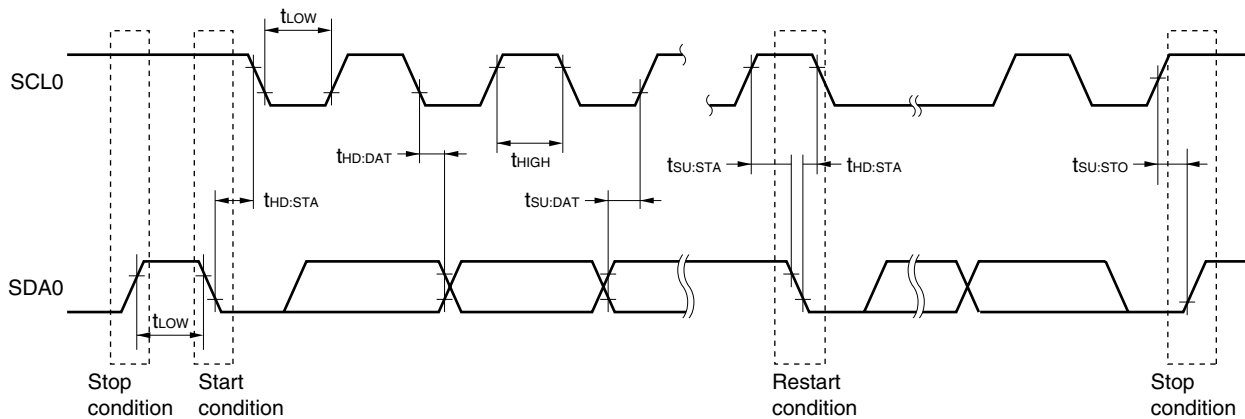 tLOW
SCL0
tHD:DAT
tHIGH
tSU:STA
tHD:STA
tSU:STO
tHD:STA
tSU:DAT
SDA0
tLOW
Stop
condition
Start
condition
Restart
condition
Stop
condition